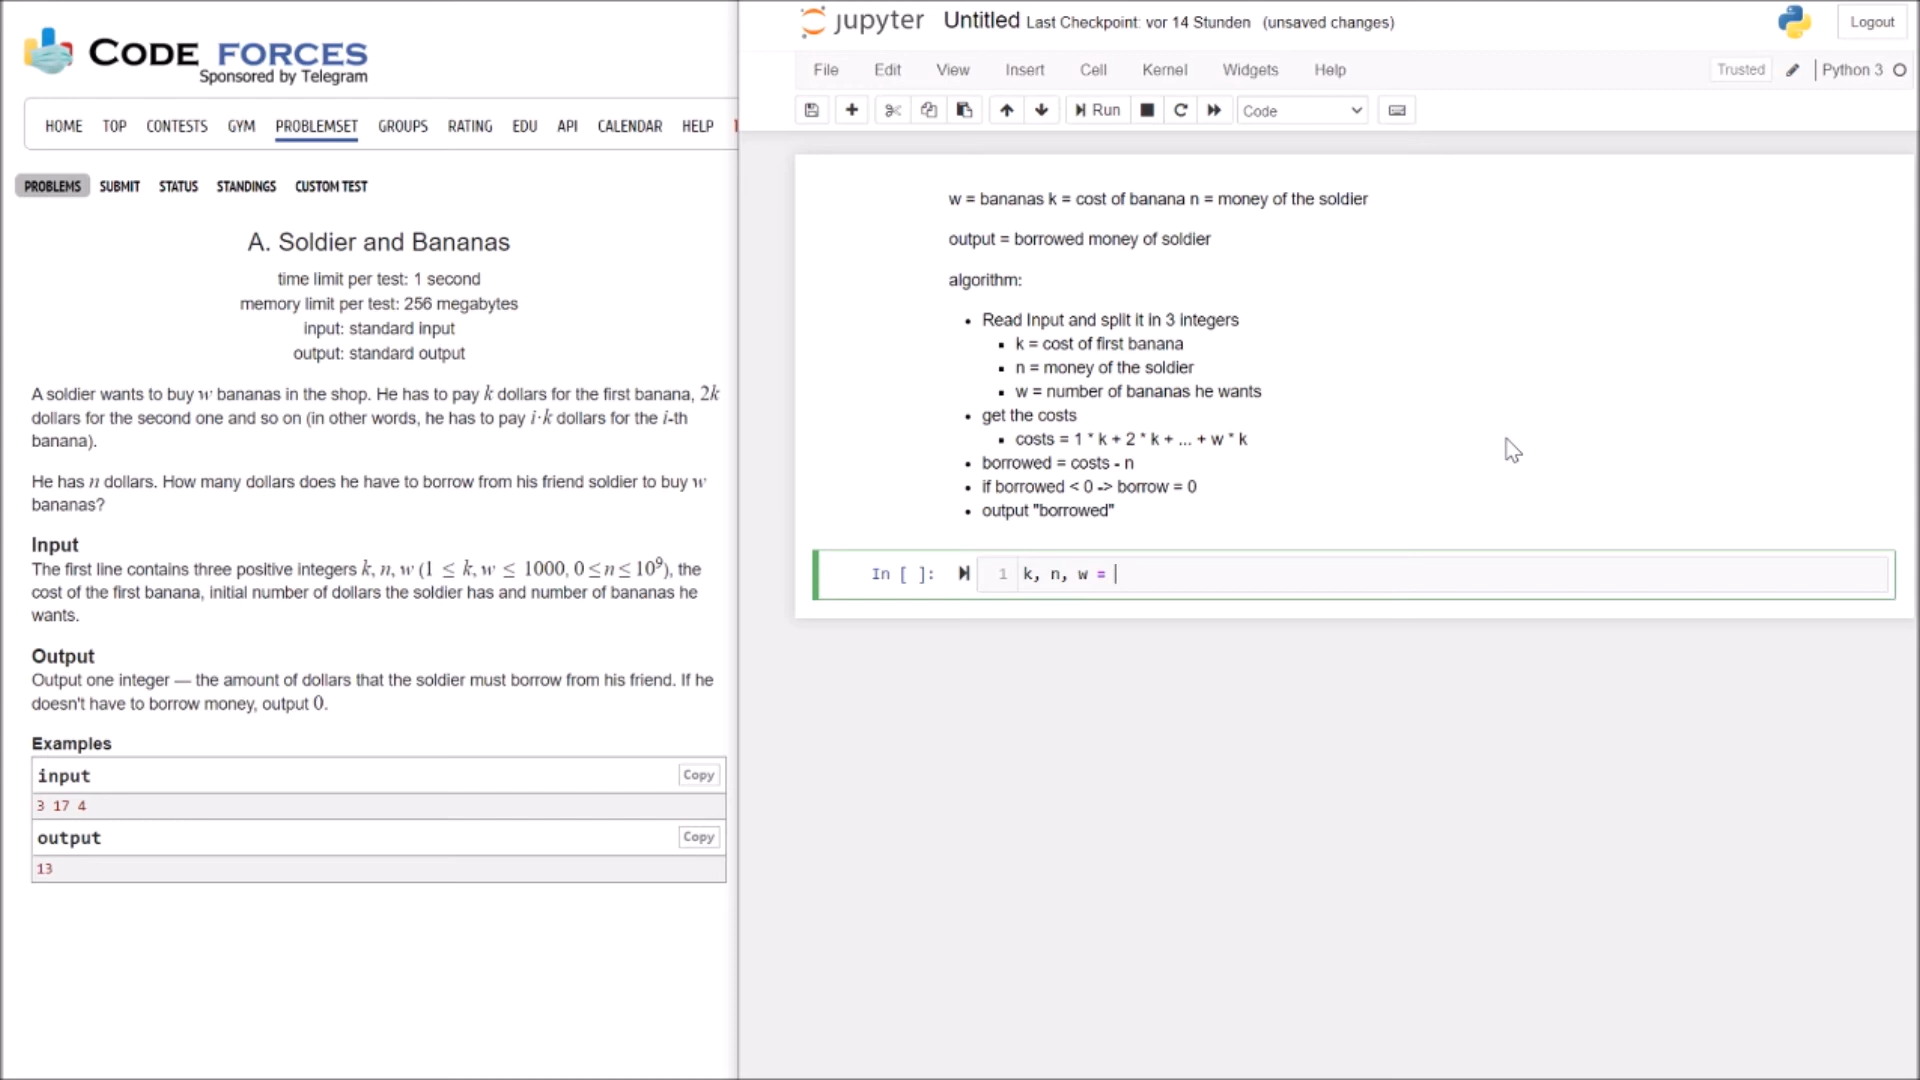 CODE FORCES
Sponsored by Telegram
HOME TOP CONTESTS GYM PROBLEMSET GROUPS RATING EDU API CALENDAR HELP
PROBLEMS SUBMIT STATUS STANDINGS CUSTOM TEST
A. Soldier and Bananas
time limit per test: 1 second
memory limit per test: 256 megabytes
input: standard input
output: standard output
A soldier wants to buy w bananas in the shop. He has to pay k dollars for the first banana, 2k
dollars for the second one and so on (in other words, he has to pay i·k dollars for the i-th
banana).
He has n dollars. How many dollars does he have to borrow from his friend soldier to buy w
bananas?
Input
The first line contains three positive integers k, n, w (1 ≤ k, w ≤ 1000, 0 ≤ n ≤ 10⁹), the
cost of the first banana, initial number of dollars the soldier has and number of bananas he
wants.
Output
Output one integer — the amount of dollars that the soldier must borrow from his friend. If he
doesn't have to borrow money, output 0.
Examples
input Copy
3 17 4
output Copy
13
jupyter Untitled Last Checkpoint: vor 14 Stunden (unsaved changes) Logout
File Edit View Insert Cell Kernel Widgets Help Trusted Python 3
Run Code
w = bananas k = cost of banana n = money of the soldier
output = borrowed money of soldier
algorithm:
• Read Input and split it in 3 integers
▪ k = cost of first banana
▪ n = money of the soldier
▪ w = number of bananas he wants
• get the costs
▪ costs = 1 * k + 2 * k + ... + w * k
• borrowed = costs - n
• if borrowed < 0 -> borrow = 0
• output "borrowed"
In [ ]: 1 k, n, w =